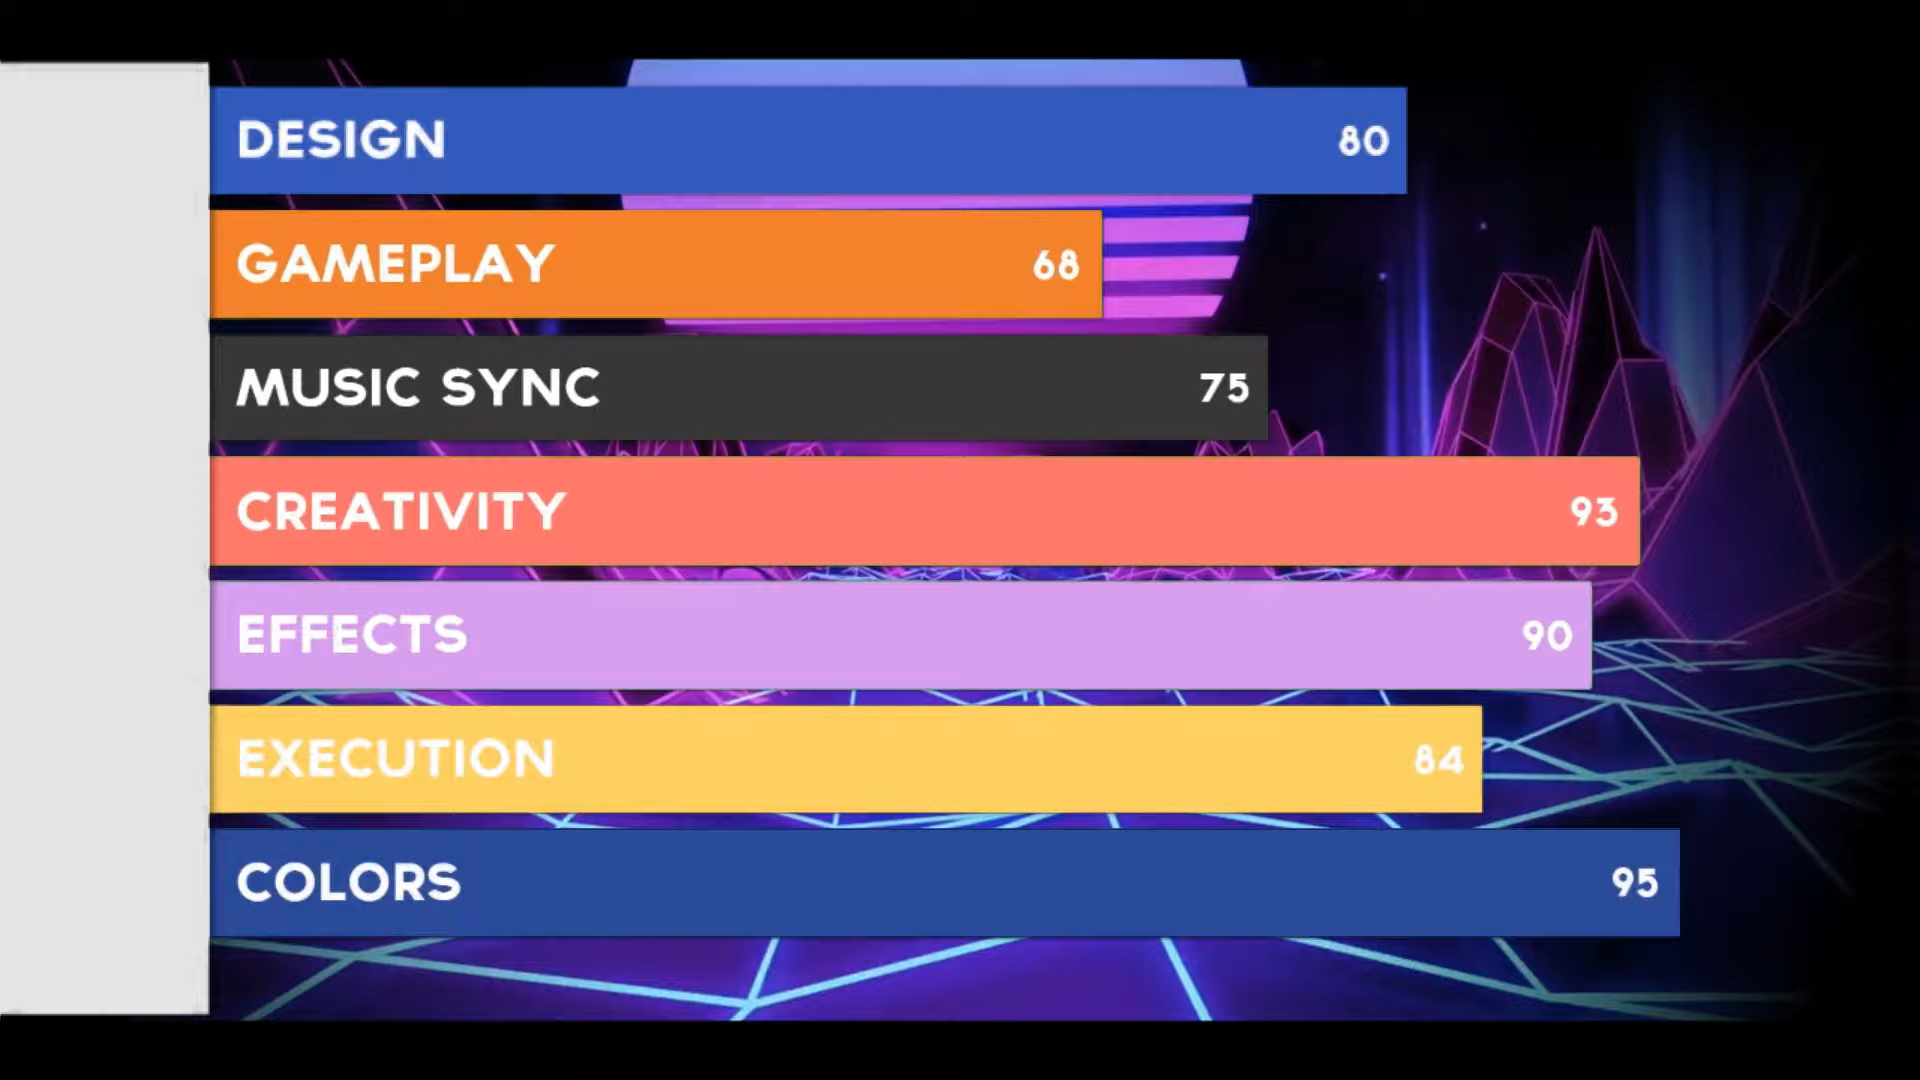 DESIGN 80
GAMEPLAY 68
MUSIC SYNC 75
CREATIVITY 93
EFFECTS 90
EXECUTION 84
COLORS 95